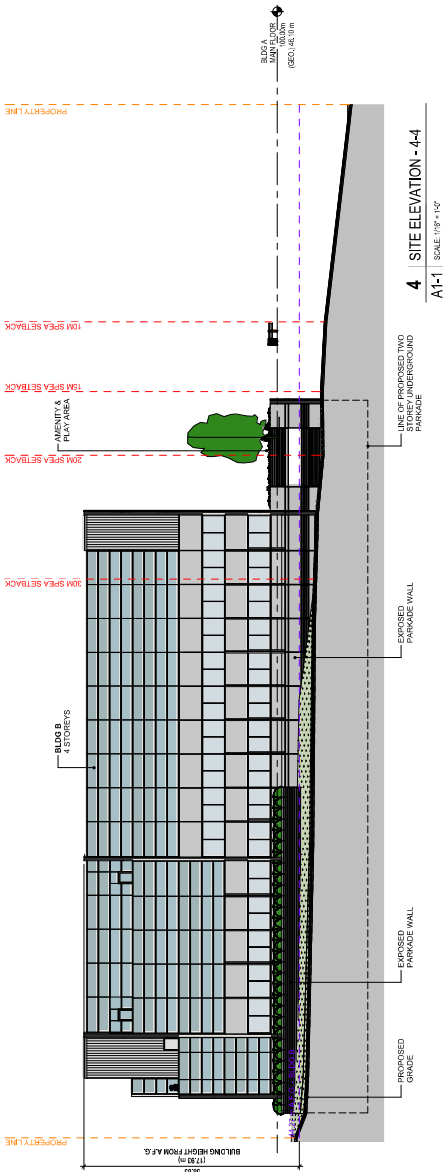 BLDG A
MAIN FLOOR
100.00m
(GEO.) 46.10 m
PROPERTY LINE
10M SPEA SETBACK
15M SPEA SETBACK
AMENITY &
PLAY AREA
20M SPEA SETBACK
30M SPEA SETBACK
BLDG B
4 STOREYS
PROPERTY LINE
58.83
(17.93 m)
BUILDING HEIGHT FROM A.F.G.
PROPOSED
GRADE
EXPOSED
PARKADE WALL
EXPOSED
PARKADE WALL
LINE OF PROPOSED TWO
STOREY UNDERGROUND
PARKADE
4
SITE ELEVATION - 4-4
A1-1
SCALE: 1/16" = 1'-0"